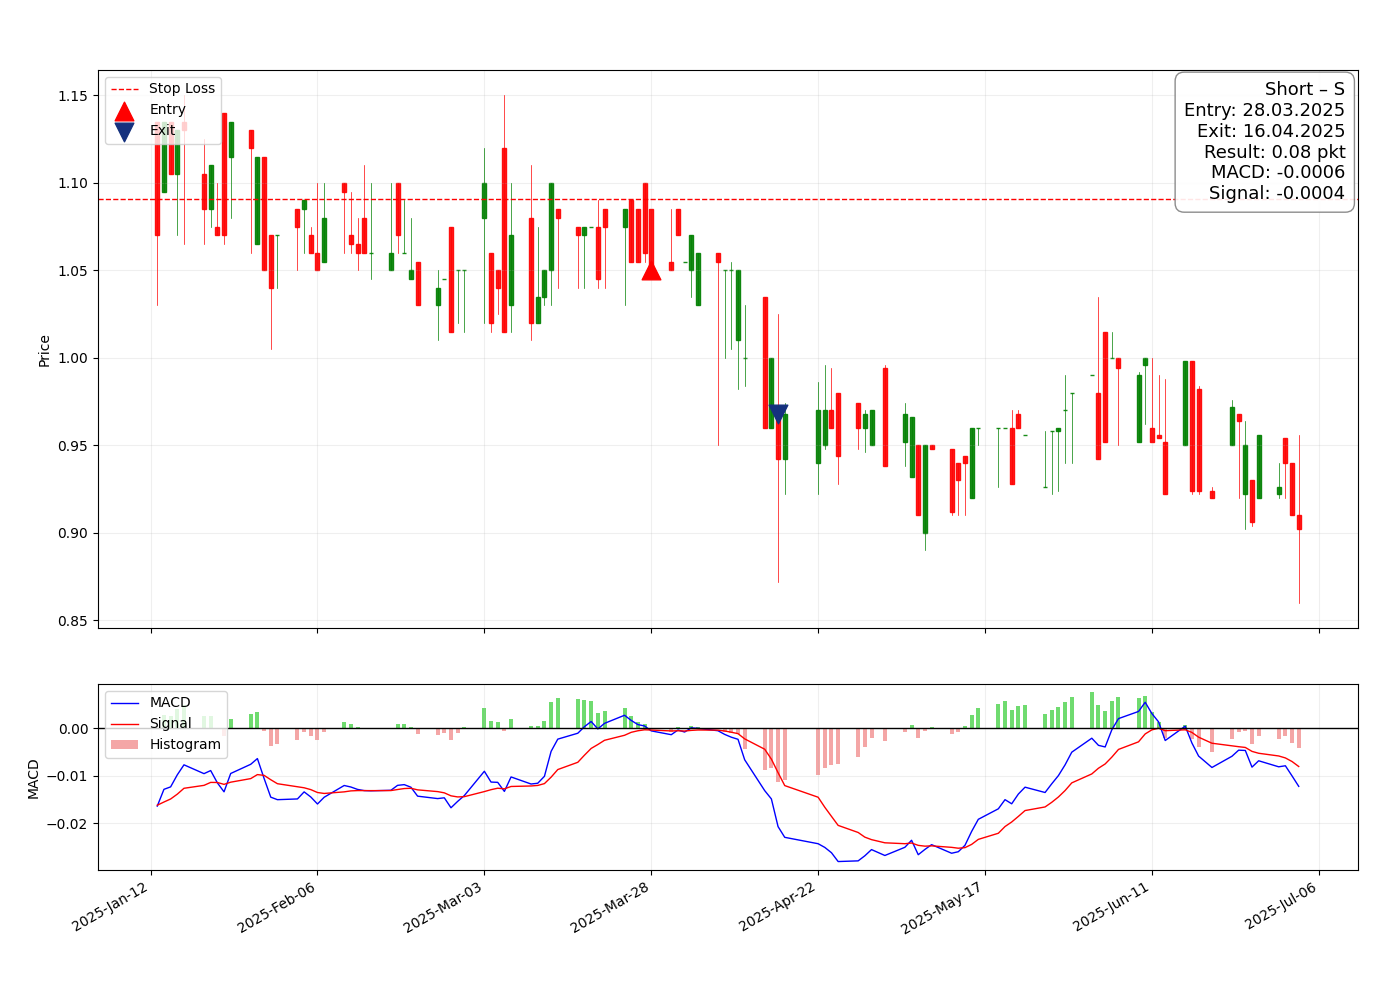 Stop Loss
Entry
Exit
Short – S
Entry: 28.03.2025
Exit: 16.04.2025
Result: 0.08 pkt
MACD: -0.0006
Signal: -0.0004
1.15
1.10
1.05
1.00
0.95
0.90
0.85
Price
MACD
Signal
Histogram
0.00
−0.01
−0.02
MACD
2025-Jan-12
2025-Feb-06
2025-Mar-03
2025-Mar-28
2025-Apr-22
2025-May-17
2025-Jun-11
2025-Jul-06